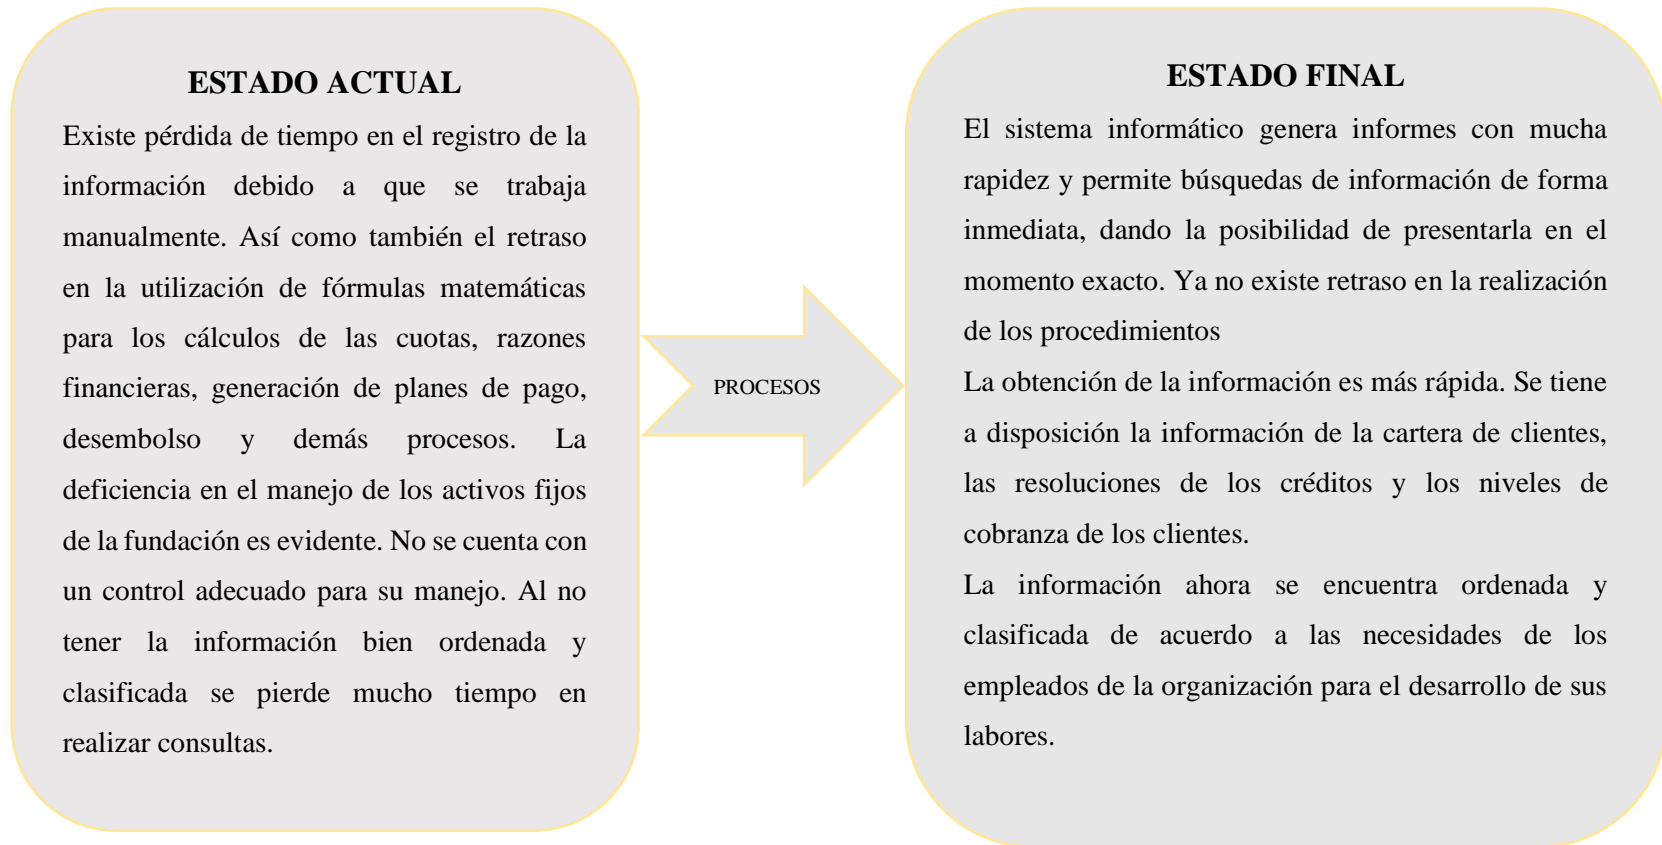 ESTADO ACTUAL
Existe pérdida de tiempo en el registro de la
información debido a que se trabaja
manualmente. Así como también el retraso
en la utilización de fórmulas matemáticas
para los cálculos de las cuotas, razones
financieras, generación de planes de pago,
desembolso y demás procesos. La
deficiencia en el manejo de los activos fijos
de la fundación es evidente. No se cuenta con
un control adecuado para su manejo. Al no
tener la información bien ordenada y
clasificada se pierde mucho tiempo en
realizar consultas.
PROCESOS
ESTADO FINAL
El sistema informático genera informes con mucha
rapidez y permite búsquedas de información de forma
inmediata, dando la posibilidad de presentarla en el
momento exacto. Ya no existe retraso en la realización
de los procedimientos
La obtención de la información es más rápida. Se tiene
a disposición la información de la cartera de clientes,
las resoluciones de los créditos y los niveles de
cobranza de los clientes.
La información ahora se encuentra ordenada y
clasificada de acuerdo a las necesidades de los
empleados de la organización para el desarrollo de sus
labores.